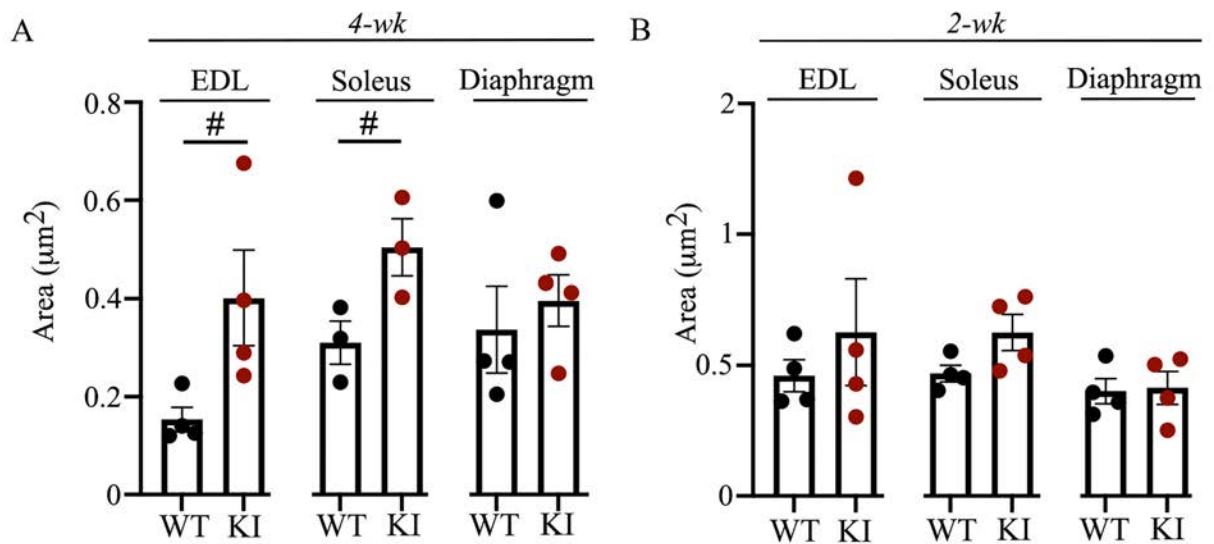 A
4-wk
EDL Soleus Diaphragm
# #
Area (µm2)
0.8
0.6
0.4
0.2
0
WT KI WT KI WT KI
B
2-wk
EDL Soleus Diaphragm
Area (µm2)
2
1
0.5
0
WT KI WT KI WT KI